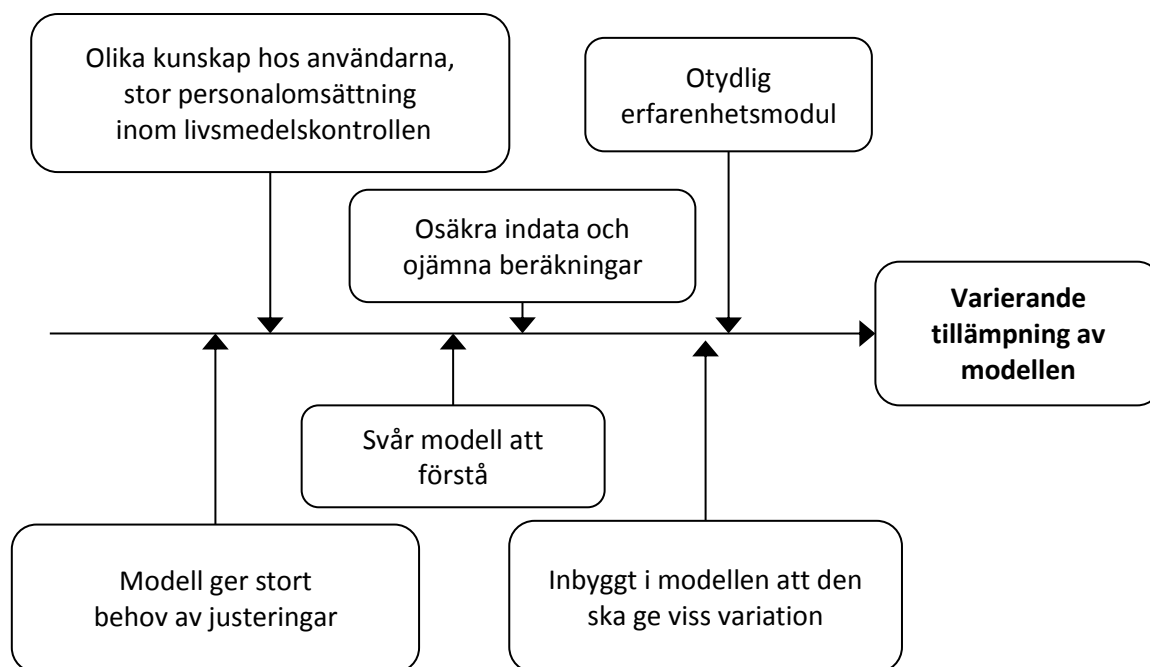 Olika kunskap hos användarna,
stor personalomsättning
inom livsmedelskontrollen
Otydlig
erfarenhetsmodul
Osäkra indata och
ojämna beräkningar
Varierande
tillämpning av
modellen
Svår modell att
förstå
Modell ger stort
behov av justeringar
Inbyggt i modellen att den
ska ge viss variation